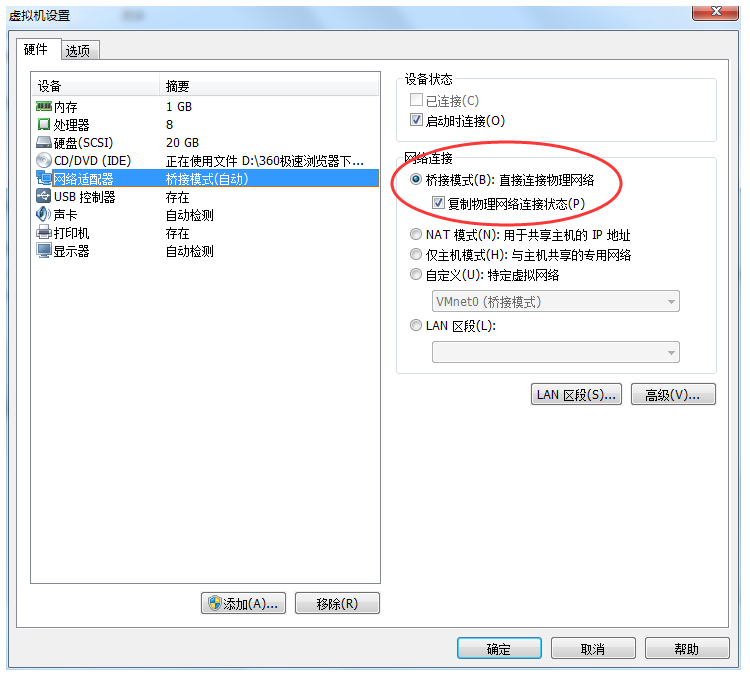 虚拟机设置
硬件 选项
设备 摘要
内存 1 GB
处理器 8
硬盘(SCSI) 20 GB
CD/DVD (IDE) 正在使用文件 D:\360极速浏览器下...
网络适配器 桥接模式(自动)
USB 控制器 存在
声卡 自动检测
打印机 存在
显示器 自动检测
添加(A)... 移除(R)
设备状态
已连接(C)
启动时连接(O)
网络连接
桥接模式(B): 直接连接物理网络
复制物理网络连接状态(P)
NAT 模式(N): 用于共享主机的 IP 地址
仅主机模式(H): 与主机共享的专用网络
自定义(U): 特定虚拟网络
VMnet0 (桥接模式)
LAN 区段(L):
LAN 区段(S)... 高级(V)...
确定 取消 帮助